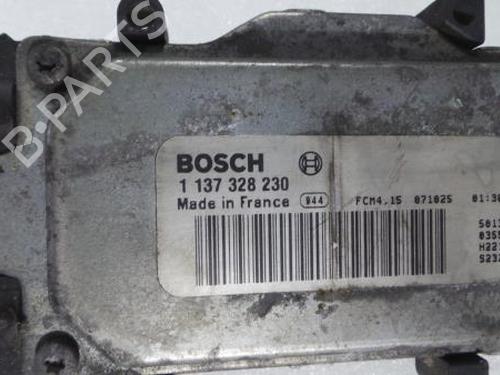 B-PARTS
BOSCH
1 137 328 230
Made in France 944 FCM4.15 071025